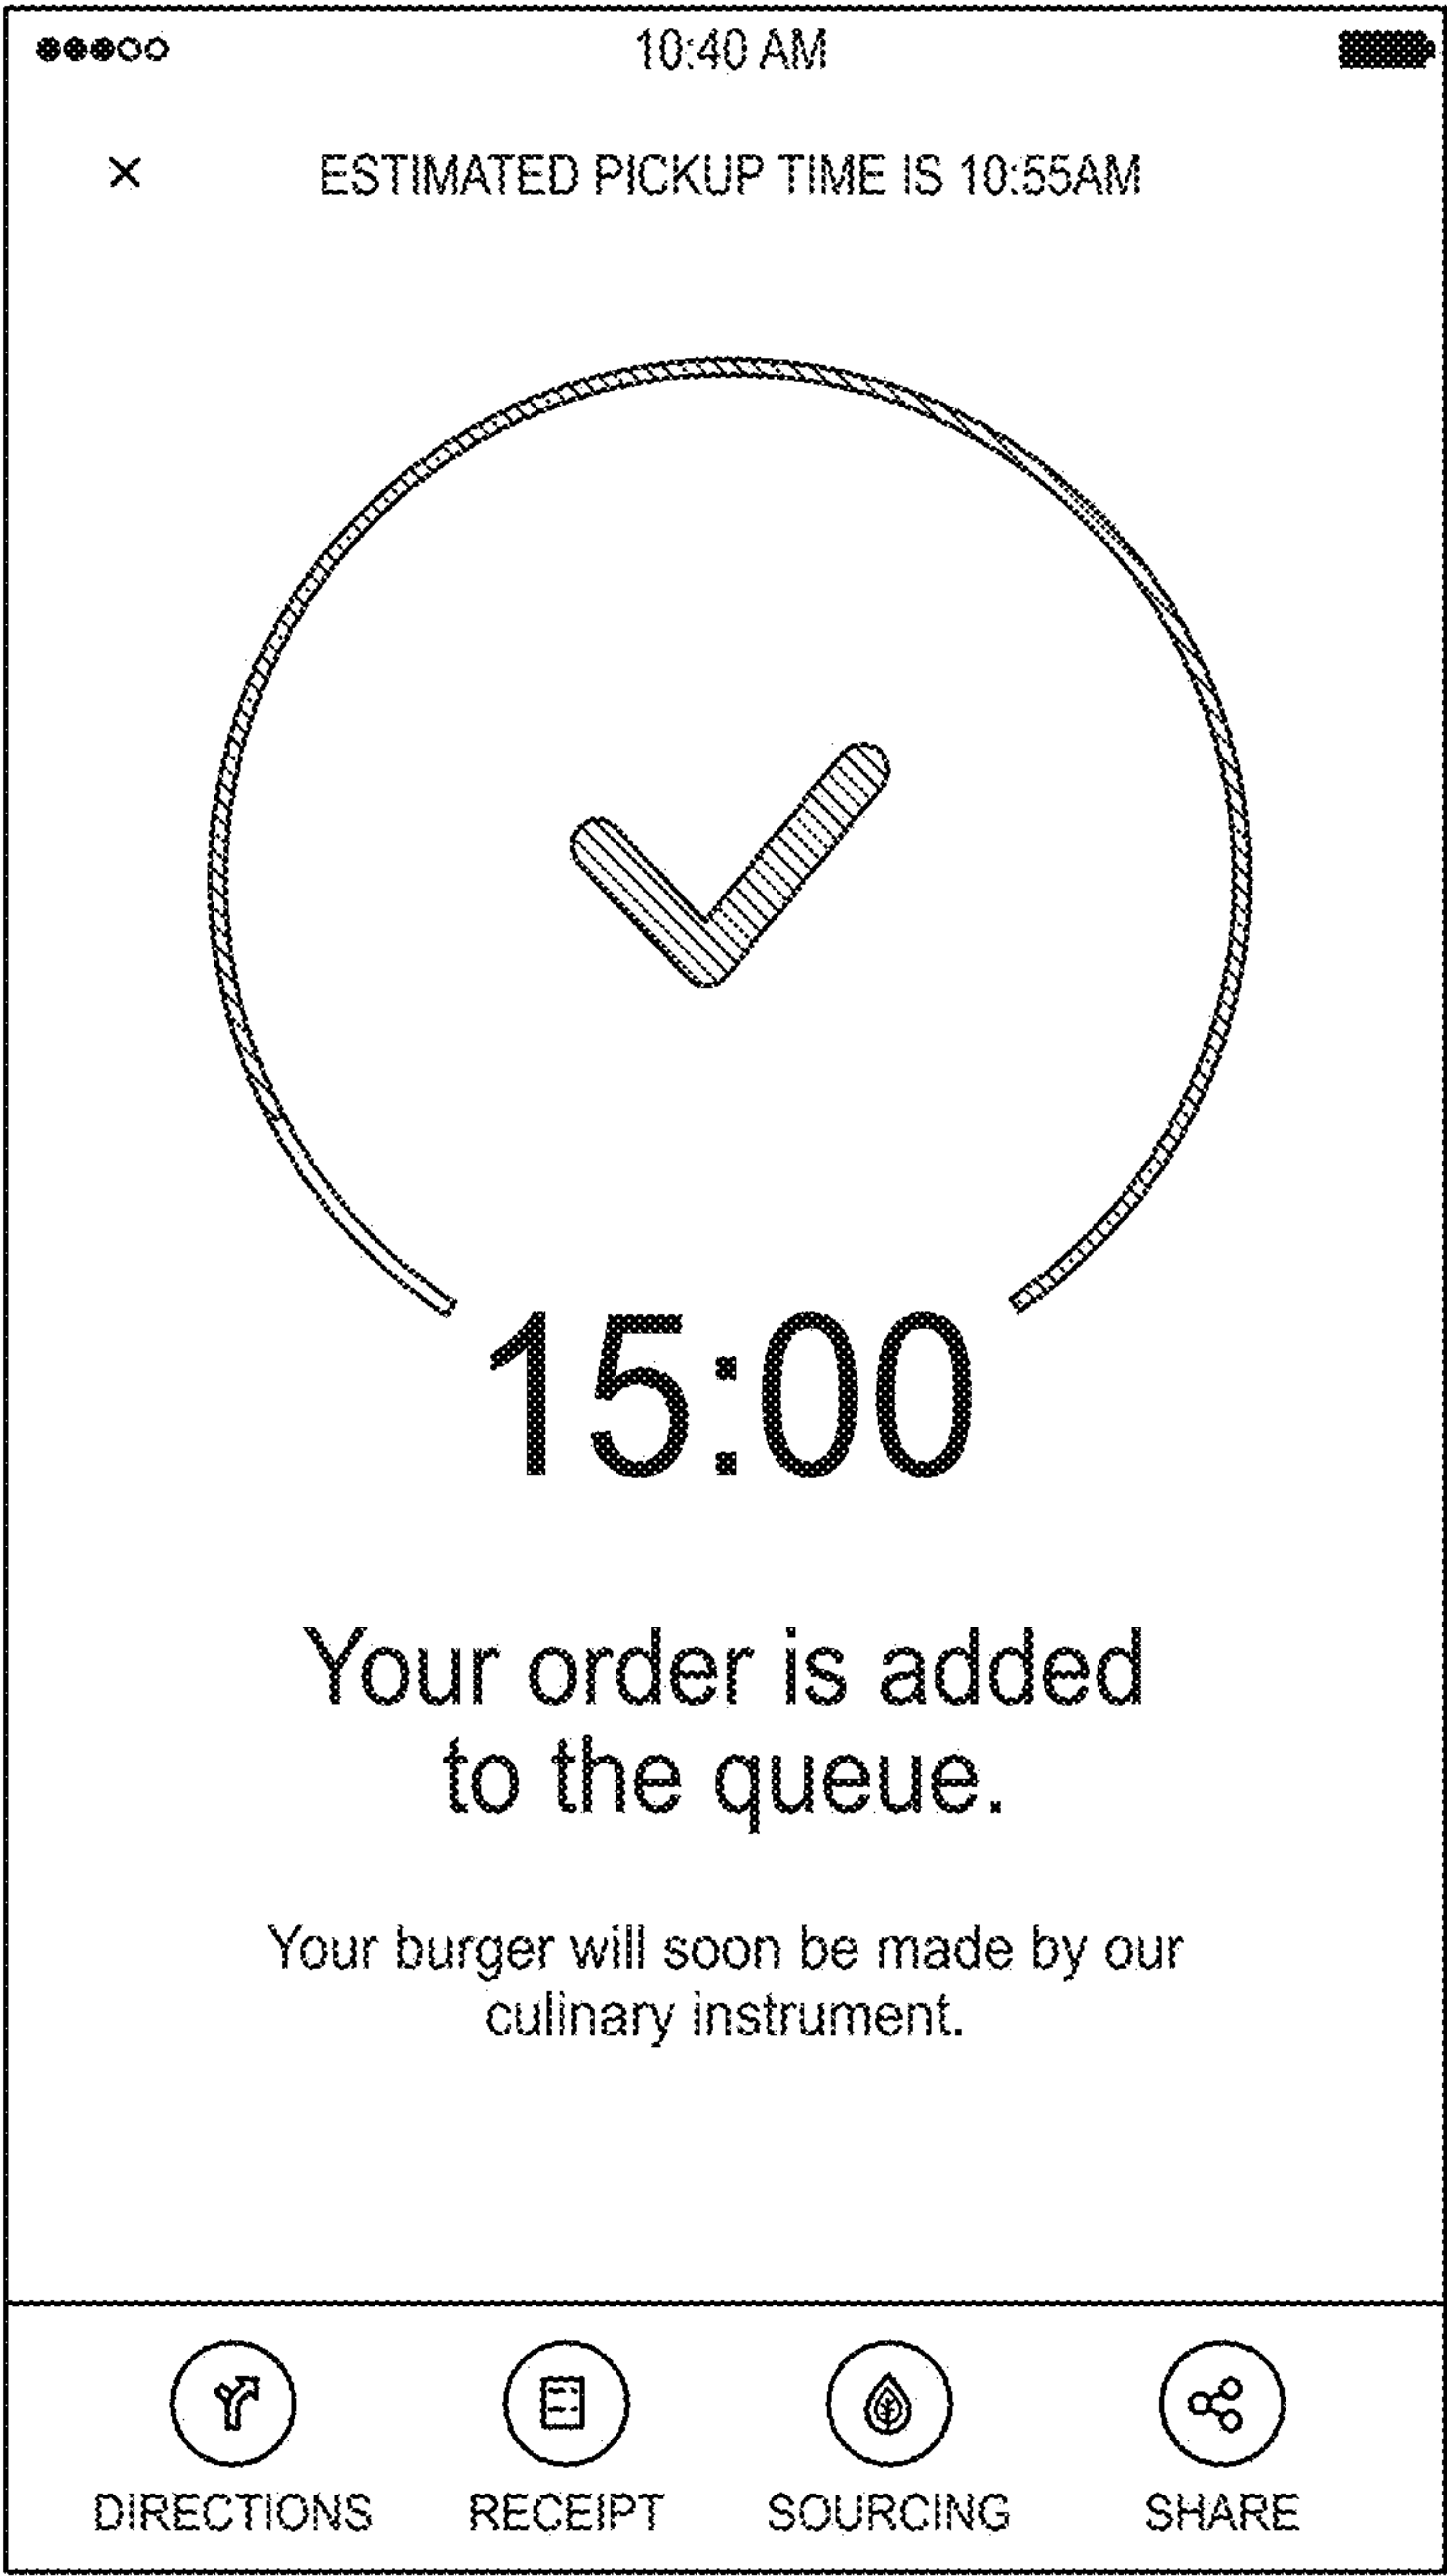 10:40 AM
× ESTIMATED PICKUP TIME IS 10:55AM
15:00
Your order is added
to the queue.
Your burger will soon be made by our
culinary instrument.
DIRECTIONS RECEIPT SOURCING SHARE